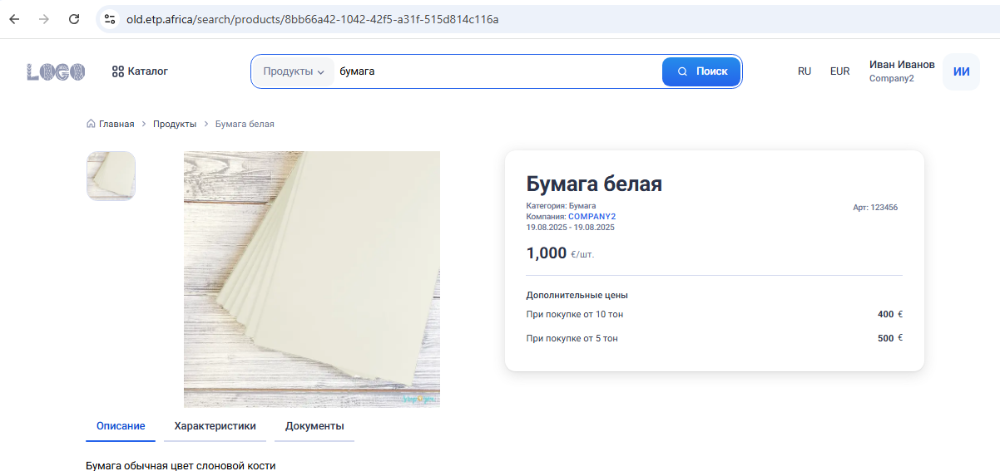 old.etp.africa/search/products/8bb66a42-1042-42f5-a31f-515d814c116a
LOGO
Каталог
Продукты
бумага
Поиск
RU
EUR
Иван Иванов
Company2
ИИ
Главная > Продукты > Бумага белая
Бумага белая
Категория: Бумага
Арт: 123456
Компания: COMPANY2
19.08.2025 - 19.08.2025
1,000 €/шт.
Дополнительные цены
При покупке от 10 тон 400 €
При покупке от 5 тон 500 €
Описание
Характеристики
Документы
Бумага обычная цвет слоновой кости